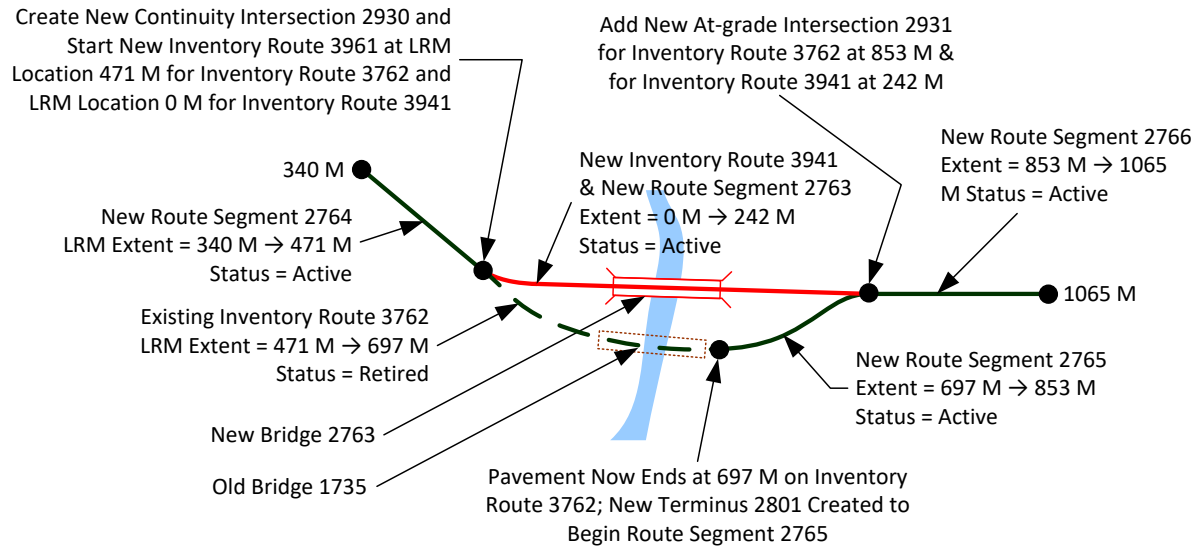 Create New Continuity Intersection 2930 and
Start New Inventory Route 3961 at LRM
Location 471 M for Inventory Route 3762 and
LRM Location 0 M for Inventory Route 3941
Add New At-grade Intersection 2931
for Inventory Route 3762 at 853 M &
for Inventory Route 3941 at 242 M
New Route Segment 2766
Extent = 853 M → 1065
M Status = Active
340 M
New Inventory Route 3941
& New Route Segment 2763
Extent = 0 M → 242 M
Status = Active
New Route Segment 2764
LRM Extent = 340 M → 471 M
Status = Active
1065 M
Existing Inventory Route 3762
LRM Extent = 471 M → 697 M
Status = Retired
New Route Segment 2765
Extent = 697 M → 853 M
Status = Active
New Bridge 2763
Old Bridge 1735
Pavement Now Ends at 697 M on Inventory
Route 3762; New Terminus 2801 Created to
Begin Route Segment 2765